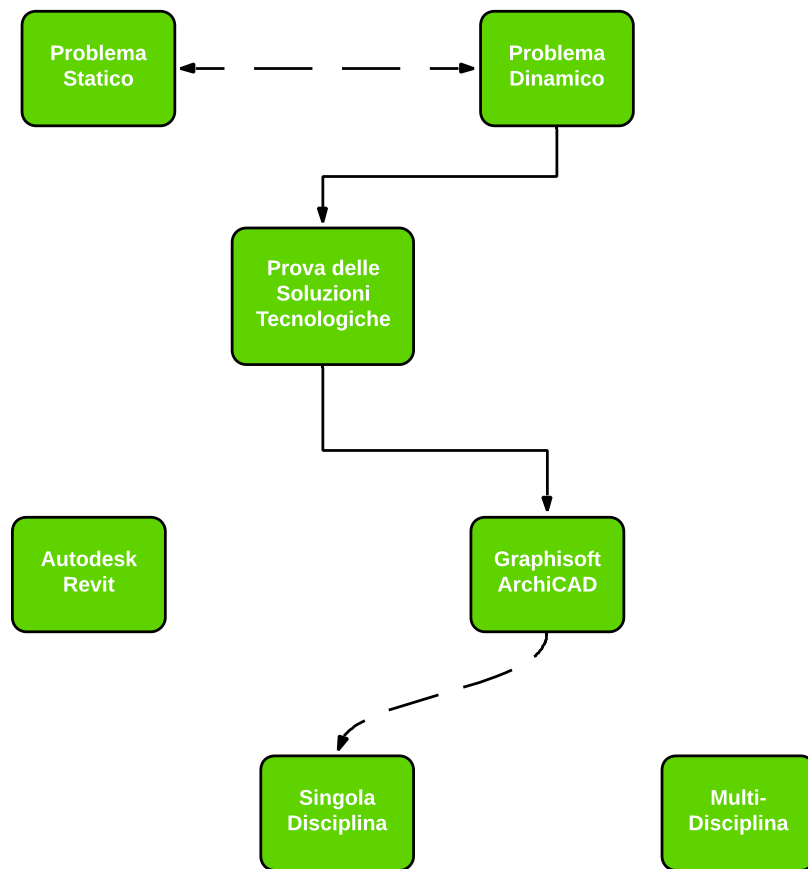 Problema
Statico
Problema
Dinamico
Prova delle
Soluzioni
Tecnologiche
Autodesk
Revit
Graphisoft
ArchiCAD
Singola
Disciplina
Multi-
Disciplina